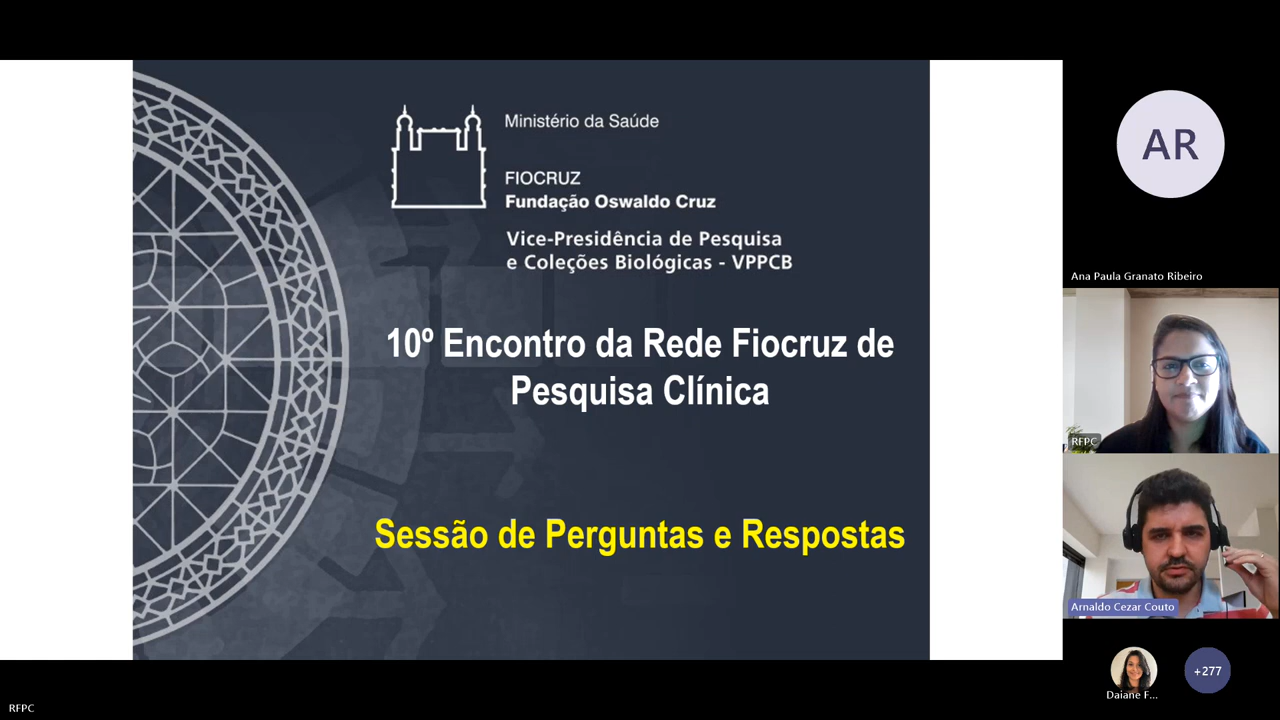 Ministério da Saúde
FIOCRUZ
Fundação Oswaldo Cruz
Vice-Presidência de Pesquisa
e Coleções Biológicas - VPPCB
10º Encontro da Rede Fiocruz de
Pesquisa Clínica
Sessão de Perguntas e Respostas
AR
Ana Paula Granato Ribeiro
RFPC
Arnaldo Cezar Couto
Daiane F...
+277
RFPC